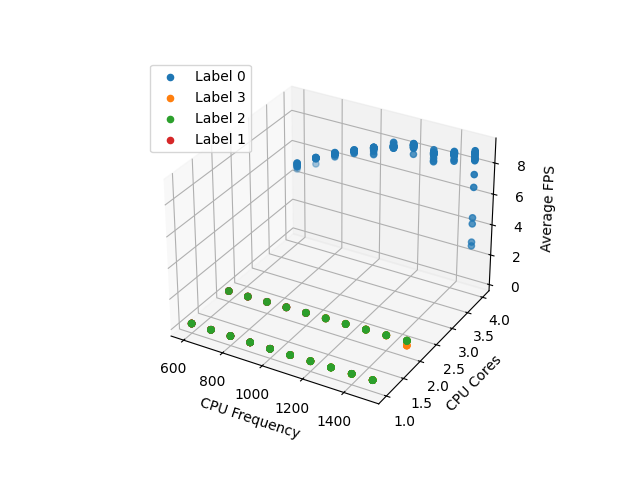 Label 0
Label 3
Label 2
Label 1
600
800
1000
1200
1400
CPU Frequency
1.0
1.5
2.0
2.5
3.0
3.5
4.0
CPU Cores
0
2
4
6
8
Average FPS